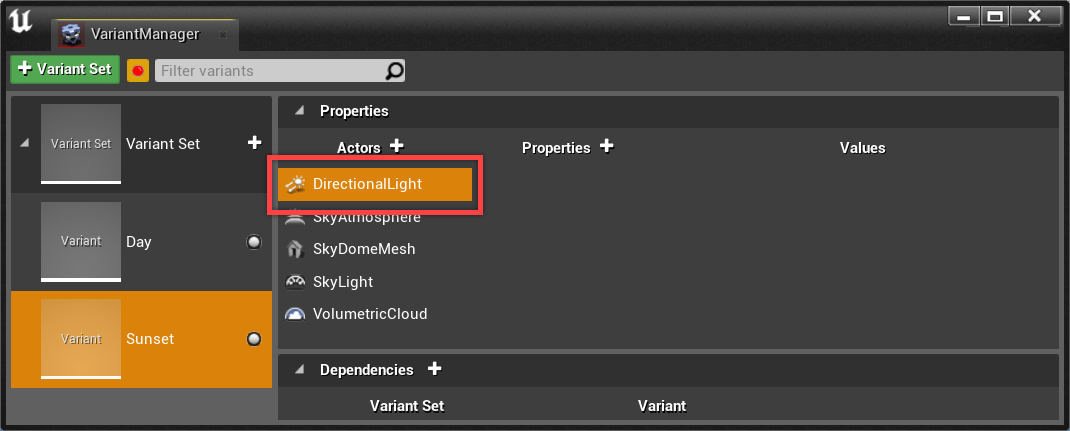 VariantManager
Variant Set
Filter variants
Variant Set
Variant Set
Variant
Day
Variant
Sunset
Properties
Actors
Properties
Values
DirectionalLight
SkyAtmosphere
SkyDomeMesh
SkyLight
VolumetricCloud
Dependencies
Variant Set
Variant